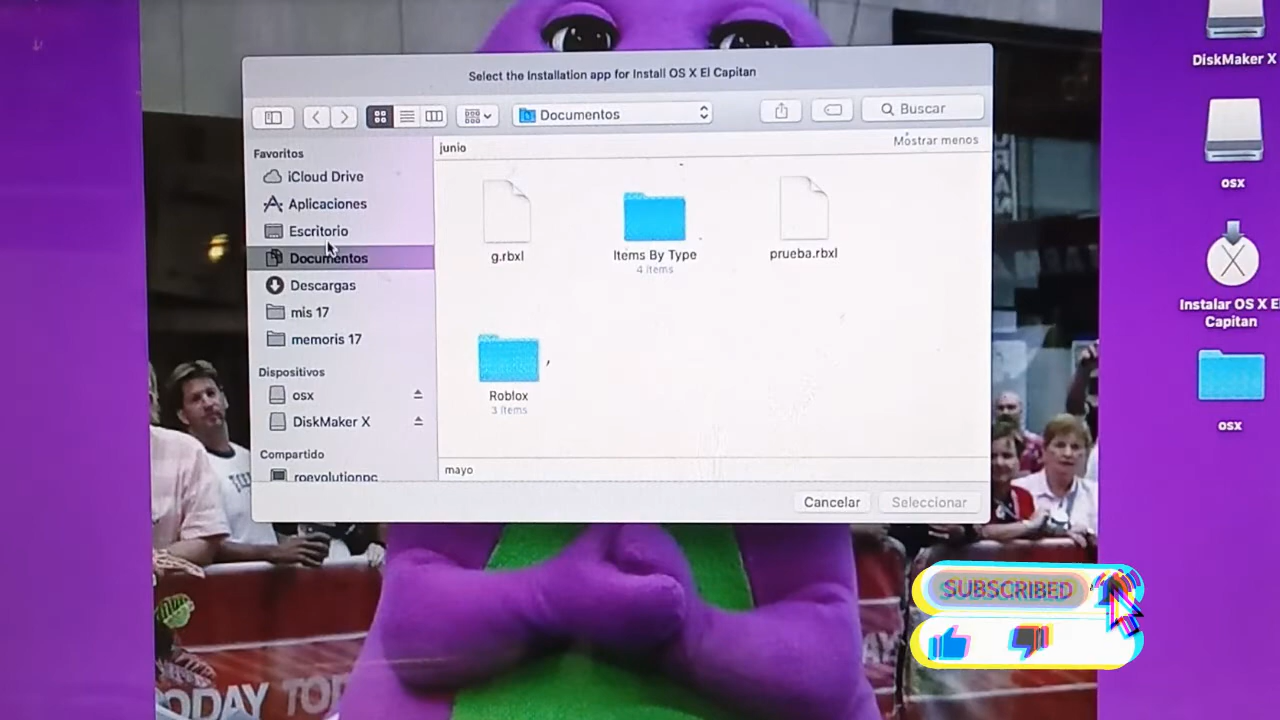 DiskMaker X
Select the Installation app for Install OS X El Capitan
Documentos
Buscar
Favoritos
iCloud Drive
Aplicaciones
Escritorio
Documentos
Descargas
mis 17
memoris 17
Dispositivos
osx
DiskMaker X
Compartido
roevolutionpc
junio
Mostrar menos
g.rbxl
Items By Type
4 items
prueba.rbxl
Roblox
3 items
mayo
Cancelar
Seleccionar
osx
Instalar OS X El
Capitan
osx
SUBSCRIBED
TODAY